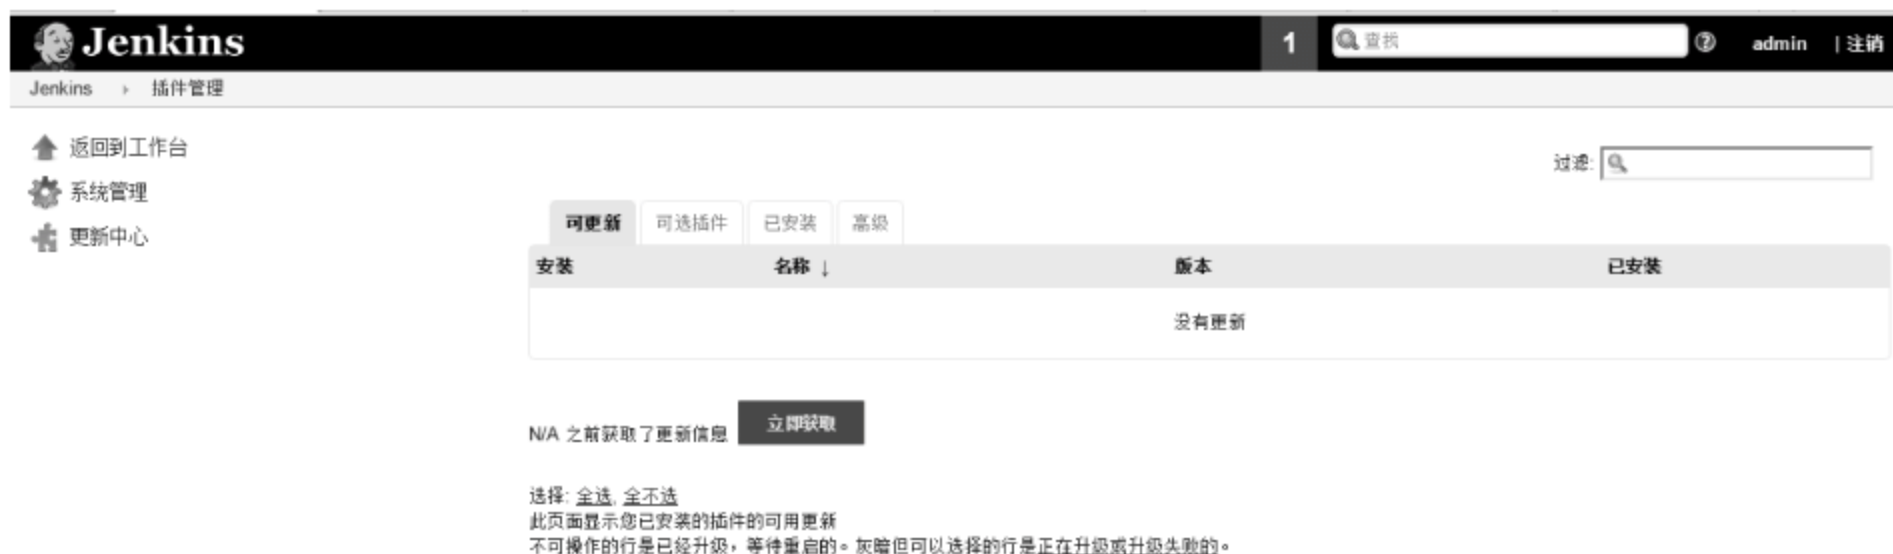 Jenkins 1 查找 admin | 注销
Jenkins 插件管理
返回到工作台
系统管理
更新中心
过滤:
可更新 可选插件 已安装 高级
安装 名称 ↓ 版本 已安装
没有更新
N/A 之前获取了更新信息 立即获取
选择: 全选, 全不选
此页面显示您已安装的插件的可用更新
不可操作的行是已经升级，等待重启的。灰暗但可以选择的行是正在升级或升级失败的。